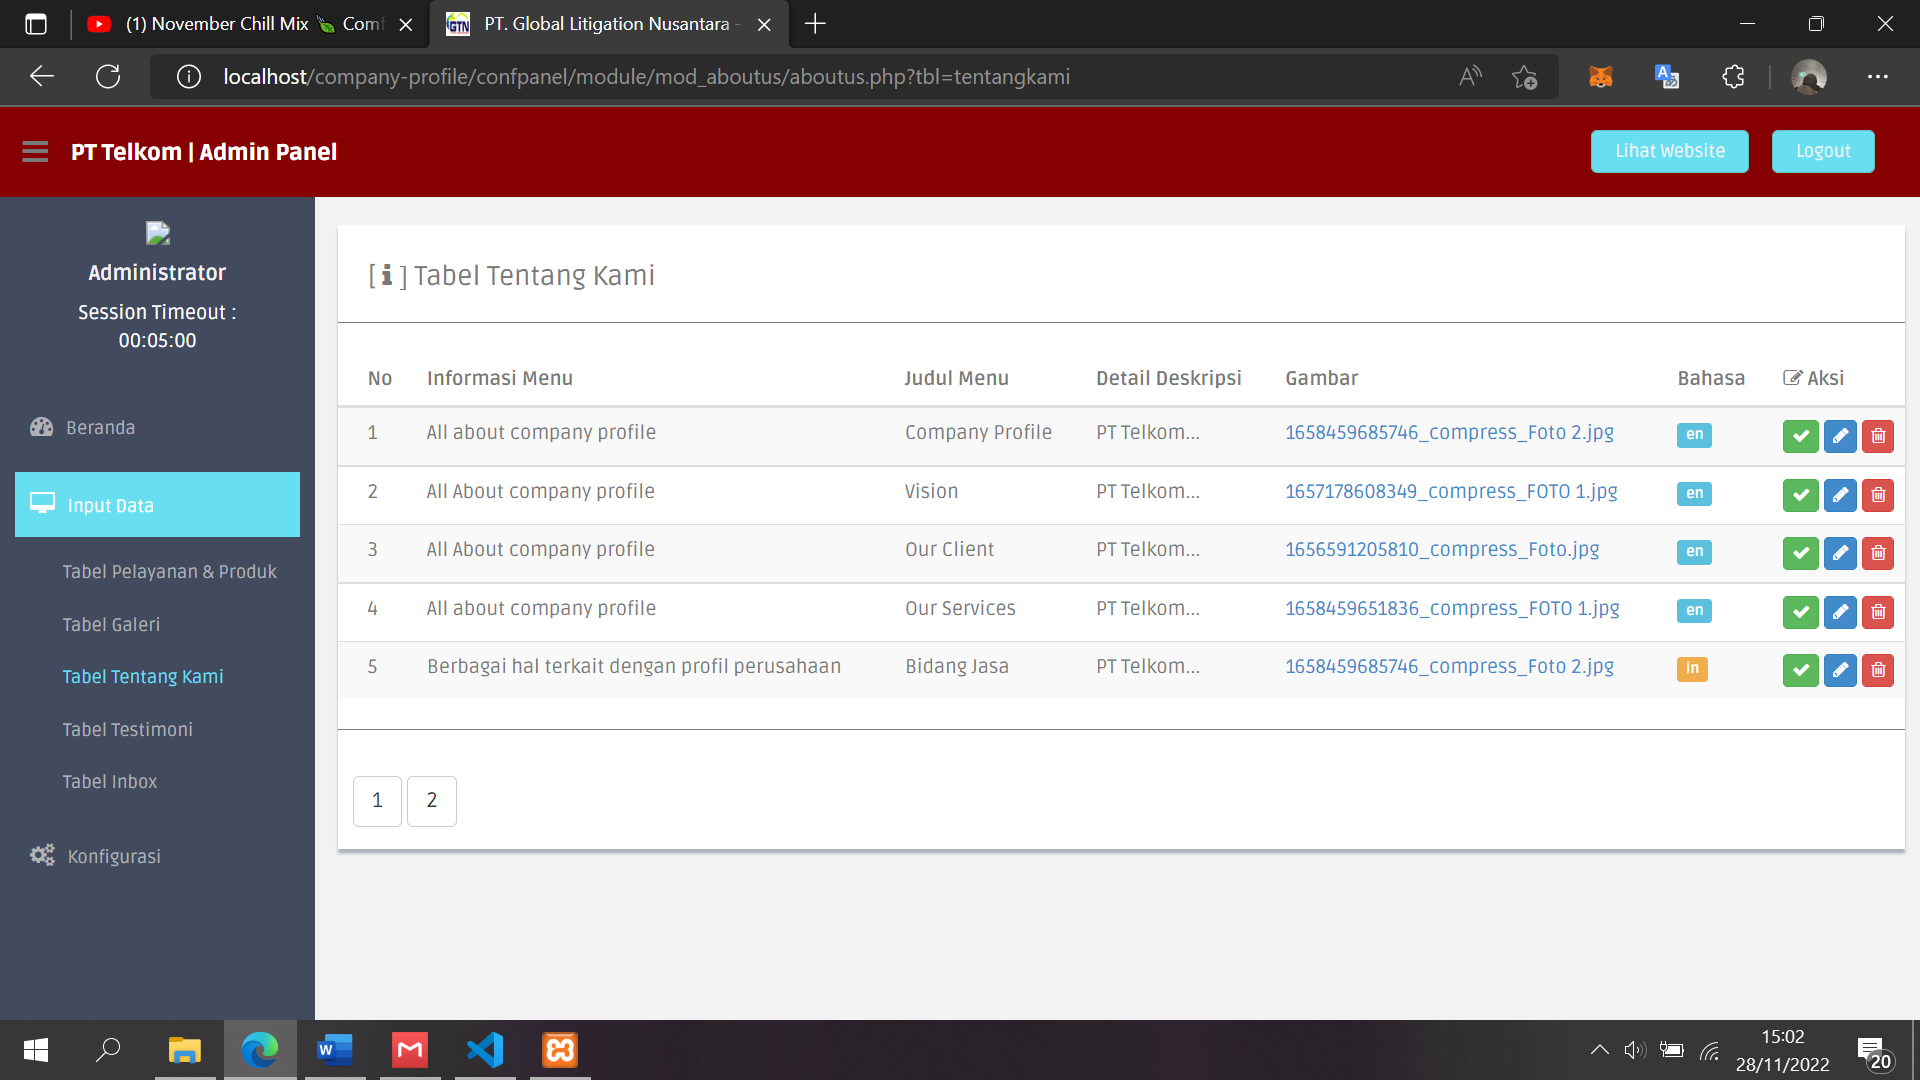 (1) November Chill Mix 🍃 Comf
PT. Global Litigation Nusantara -
localhost/company-profile/confpanel/module/mod_aboutus/aboutus.php?tbl=tentangkami
PT Telkom | Admin Panel
Lihat Website
Logout
Administrator
Session Timeout :
00:05:00
Beranda
Input Data
Tabel Pelayanan & Produk
Tabel Galeri
Tabel Tentang Kami
Tabel Testimoni
Tabel Inbox
Konfigurasi
[ i ] Tabel Tentang Kami
No Informasi Menu Judul Menu Detail Deskripsi Gambar Bahasa Aksi
1 All about company profile Company Profile PT Telkom... 1658459685746_compress_Foto 2.jpg en
2 All About company profile Vision PT Telkom... 1657178608349_compress_FOTO 1.jpg en
3 All About company profile Our Client PT Telkom... 1656591205810_compress_Foto.jpg en
4 All about company profile Our Services PT Telkom... 1658459651836_compress_FOTO 1.jpg en
5 Berbagai hal terkait dengan profil perusahaan Bidang Jasa PT Telkom... 1658459685746_compress_Foto 2.jpg in
1 2
15:02
28/11/2022
20